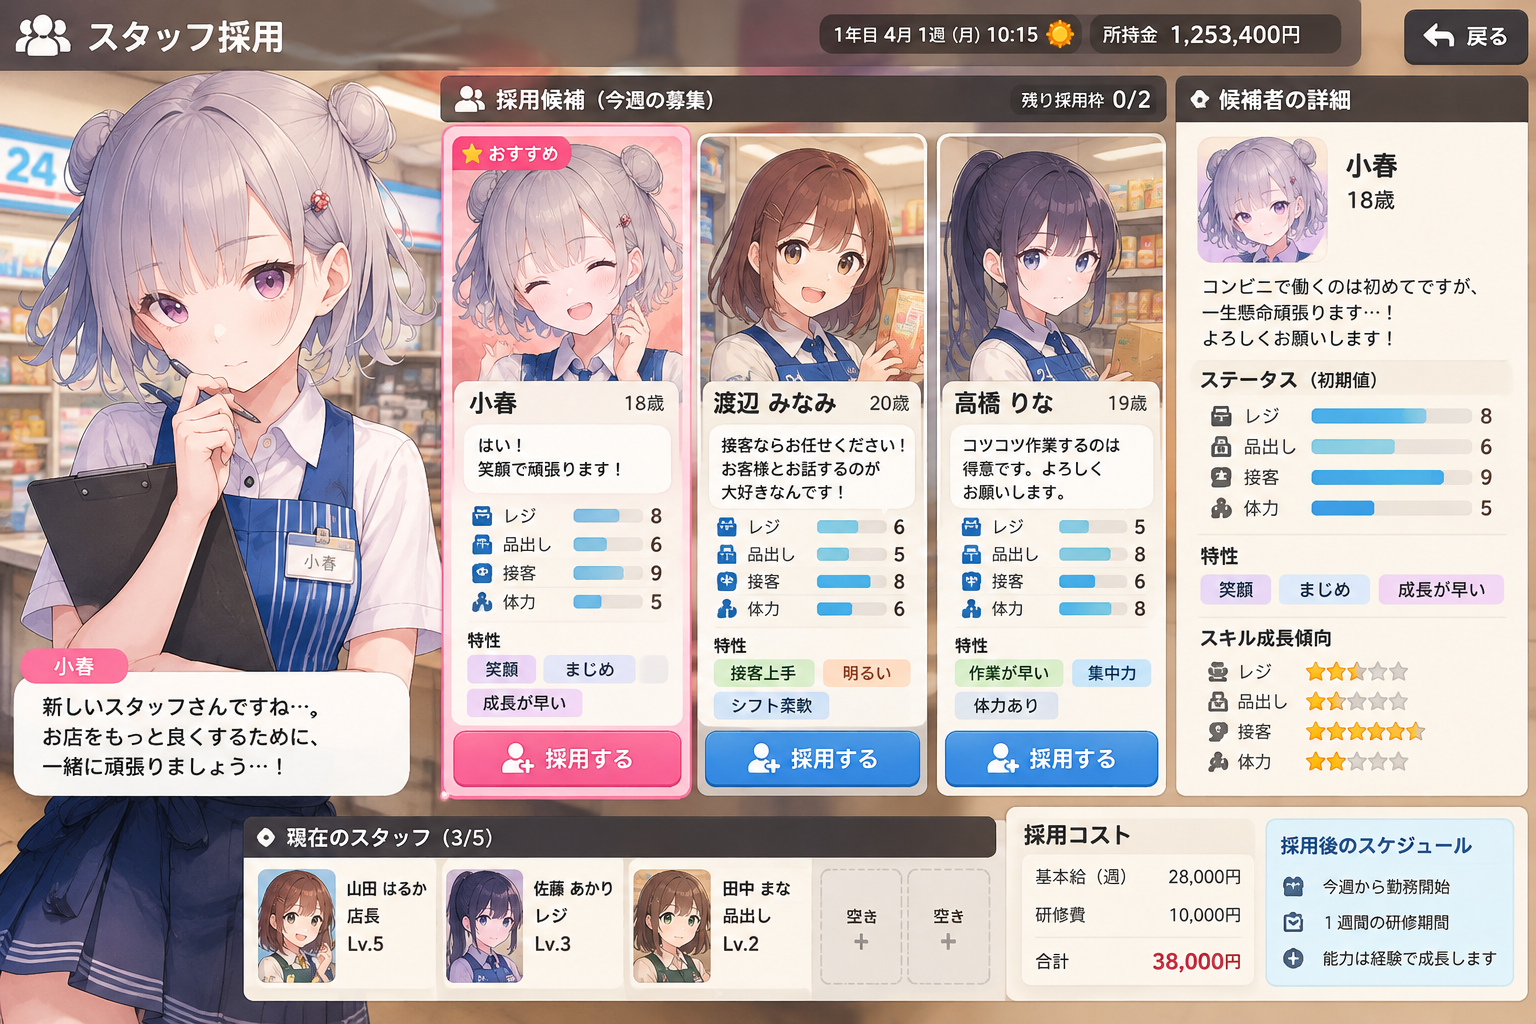 スタッフ採用
1年目 4月 1週 (月) 10:15
所持金 1,253,400円
戻る
24
採用候補（今週の募集）
残り採用枠 0/2
おすすめ
小春 18歳
はい！
笑顔で頑張ります！
レジ 8
品出し 6
接客 9
体力 5
特性
笑顔 まじめ
成長が早い
採用する
渡辺 みなみ 20歳
接客ならお任せください！
お客様とお話するのが
大好きなんです！
レジ 6
品出し 5
接客 8
体力 6
特性
接客上手 明るい
シフト柔軟
採用する
高橋 りな 19歳
コツコツ作業するのは
得意です。よろしく
お願いします。
レジ 5
品出し 8
接客 6
体力 8
特性
作業が早い 集中力
体力あり
採用する
候補者の詳細
小春
18歳
コンビニで働くのは初めてですが、
一生懸命頑張ります…！
よろしくお願いします！
ステータス（初期値）
レジ 8
品出し 6
接客 9
体力 5
特性
笑顔 まじめ 成長が早い
スキル成長傾向
レジ
品出し
接客
体力
小春
小春
新しいスタッフさんですね…。
お店をもっと良くするために、
一緒に頑張りましょう…！
現在のスタッフ（3/5）
山田 はるか
店長
Lv.5
佐藤 あかり
レジ
Lv.3
田中 まな
品出し
Lv.2
空き
+
空き
+
採用コスト
基本給（週） 28,000円
研修費 10,000円
合計 38,000円
採用後のスケジュール
今週から勤務開始
1週間の研修期間
能力は経験で成長します